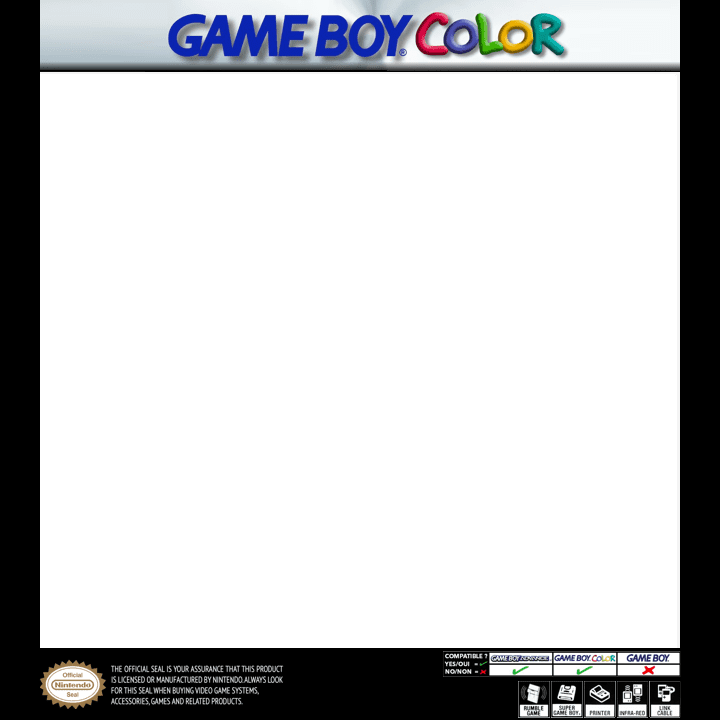 GAME BOY® COLOR
COMPATIBLE ?
YES/OUI =
NO/NON =
GAME BOY ADVANCE
GAME BOY COLOR
GAME BOY
Official
Nintendo
Seal
THE OFFICIAL SEAL IS YOUR ASSURANCE THAT THIS PRODUCT
IS LICENSED OR MANUFACTURED BY NINTENDO.ALWAYS LOOK
FOR THIS SEAL WHEN BUYING VIDEO GAME SYSTEMS,
ACCESSORIES,GAMES AND RELATED PRODUCTS.
RUMBLE
GAME
SUPER
GAME BOY.
PRINTER
INFRA-RED
LINK
CABLE